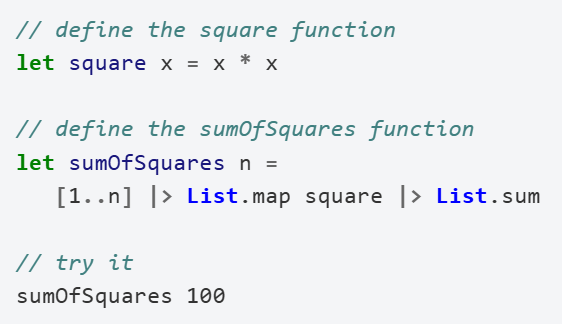 // define the square function
let square x = x * x
// define the sumOfSquares function
let sumOfSquares n =
[1..n] |> List.map square |> List.sum
// try it
sumOfSquares 100